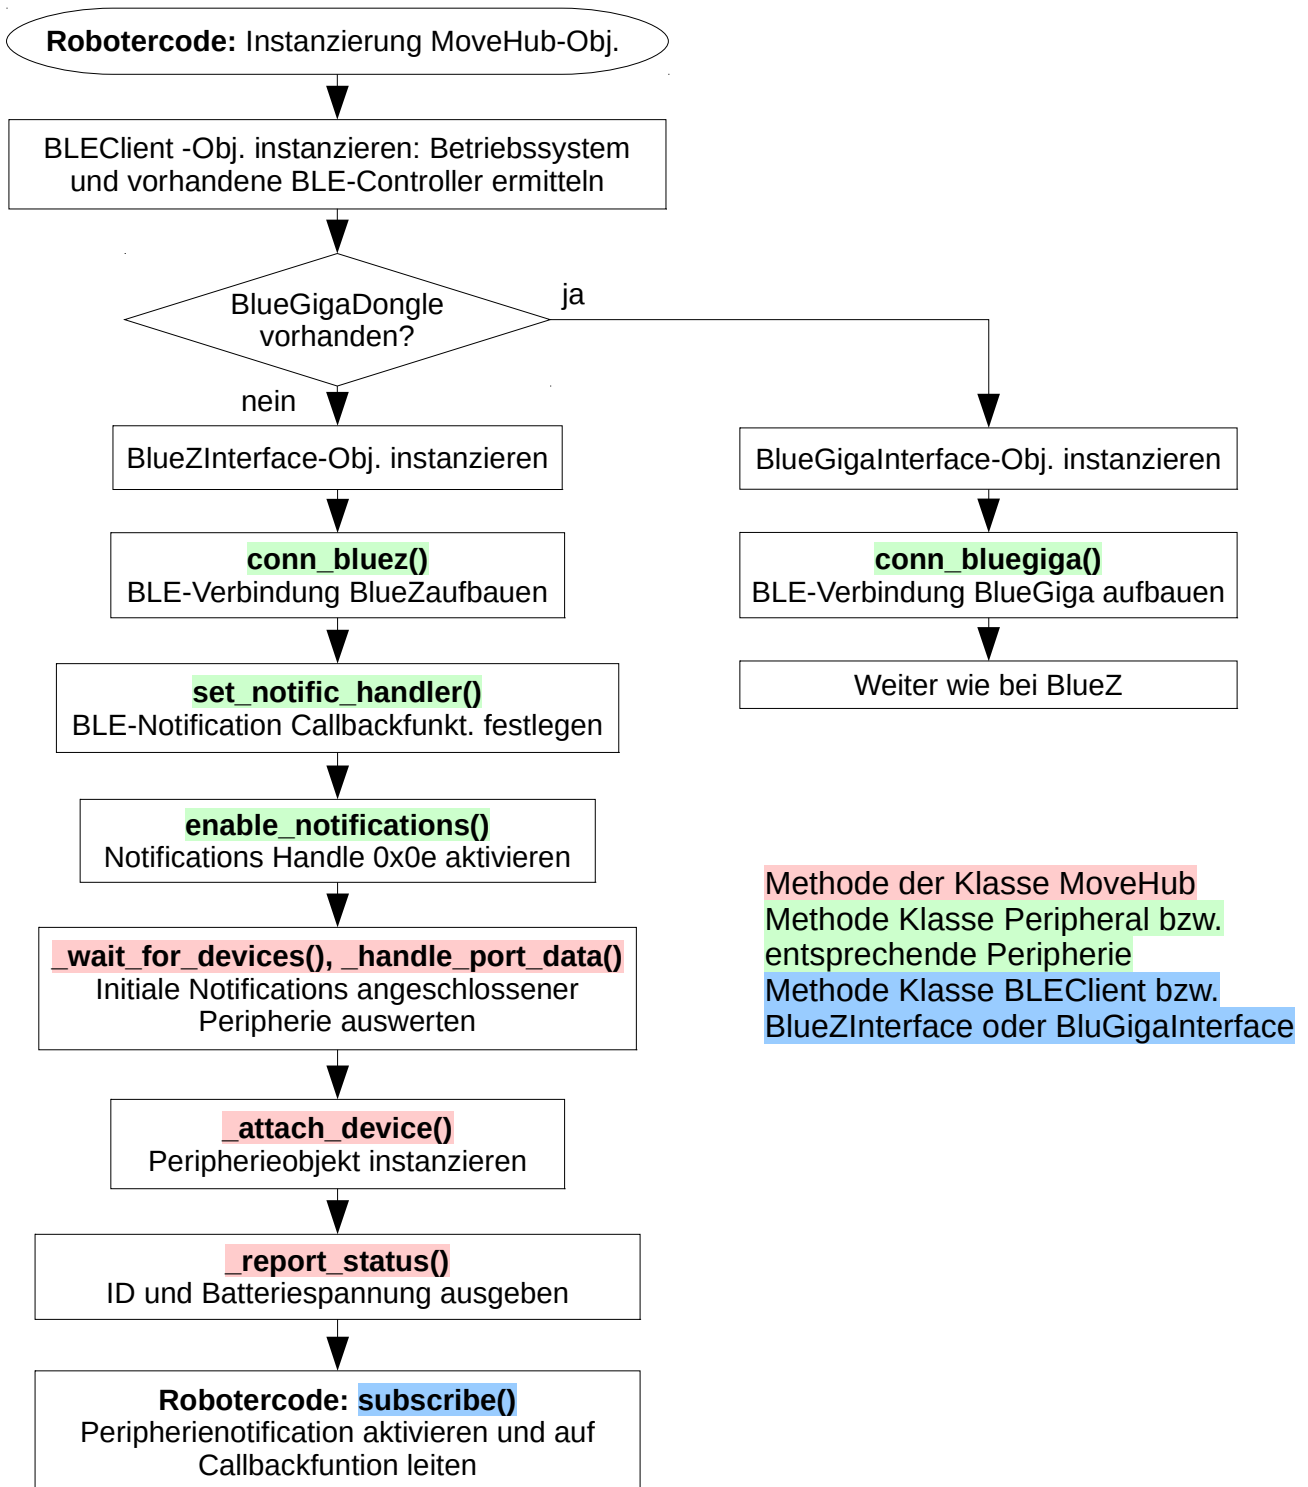 Robotercode: Instanzierung MoveHub-Obj.
BLEClient -Obj. instanzieren: Betriebssystem
und vorhandene BLE-Controller ermitteln
BlueGigaDongle
vorhanden?
ja
nein
BlueZInterface-Obj. instanzieren
BlueGigaInterface-Obj. instanzieren
conn_bluez()
BLE-Verbindung BlueZaufbauen
conn_bluegiga()
BLE-Verbindung BlueGiga aufbauen
set_notific_handler()
BLE-Notification Callbackfunkt. festlegen
Weiter wie bei BlueZ
enable_notifications()
Notifications Handle 0x0e aktivieren
_wait_for_devices(), _handle_port_data()
Initiale Notifications angeschlossener
Peripherie auswerten
_attach_device()
Peripherieobjekt instanzieren
_report_status()
ID und Batteriespannung ausgeben
Robotercode: subscribe()
Peripherienotification aktivieren und auf
Callbackfuntion leiten
Methode der Klasse MoveHub
Methode Klasse Peripheral bzw.
entsprechende Peripherie
Methode Klasse BLEClient bzw.
BlueZInterface oder BluGigaInterface